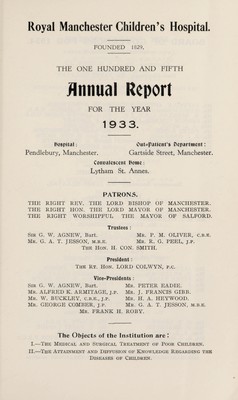 Royal Manchester Children's Hospital.
FOUNDED 1829.
THE ONE HUNDRED AND FIFTH
Annual Report
FOR THE YEAR
1933.
Hospital: Out-Patient's Department:
Pendlebury, Manchester. Gartside Street, Manchester.
Convalescent Home:
Lytham St. Annes.
PATRONS.
THE RIGHT REV. THE LORD BISHOP OF MANCHESTER.
THE RIGHT HON. THE LORD MAYOR OF MANCHESTER.
THE RIGHT WORSHIPFUL THE MAYOR OF SALFORD.
Trustees:
SIR G. W. AGNEW, Bart. MR. F. M. OLIVER, C.B.E.
MR. G. A. T. JESSON, M.B.E. MR. R. G. PEEL, J.P.
THE HON. H. CON. SMITH.
President:
THE RT. HON. LORD COLWYN, P.C.
Vice-Presidents:
SIR G. W. AGNEW, Bart. MR. PETER EADIE.
MR. ALFRED K. ARMITAGE, J.P. MR. J. FRANCIS GIBB.
MR. W. BUCKLEY, C.B.E., J.P. MR. H. A. HEYWOOD.
MR. GEORGE COMBER, J.P. MR. G. A. T. JESSON, M.B.E.
MR. FRANK H. ROBY.
The Objects of the Institution are:
I.—THE MEDICAL AND SURGICAL TREATMENT OF POOR CHILDREN.
II.—THE ATTAINMENT AND DIFFUSION OF KNOWLEDGE REGARDING THE
DISEASES OF CHILDREN.